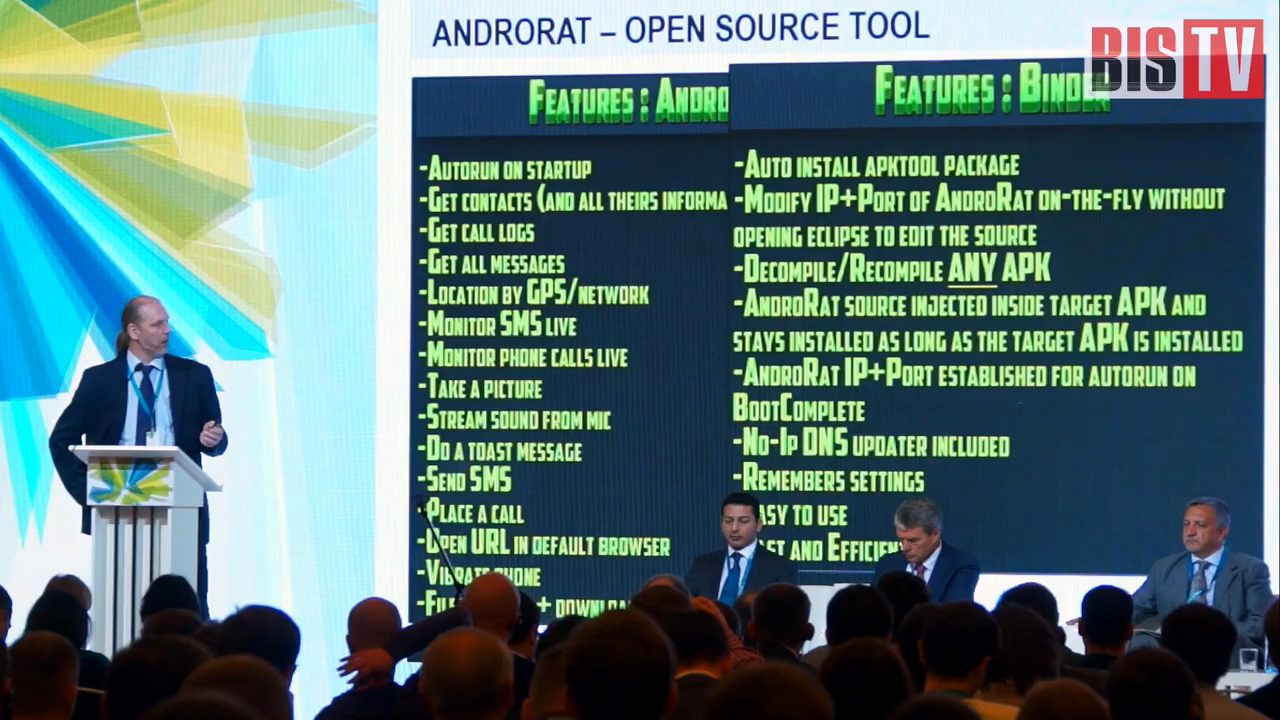 ANDRORAT – OPEN SOURCE TOOL
BIS TV
FEATURES : ANDRO
-AUTORUN ON STARTUP
-GET CONTACTS (AND ALL THEIRS INFORMA
-GET CALL LOGS
-GET ALL MESSAGES
-LOCATION BY GPS/NETWORK
-MONITOR SMS LIVE
-MONITOR PHONE CALLS LIVE
-TAKE A PICTURE
-STREAM SOUND FROM MIC
-DO A TOAST MESSAGE
-SEND SMS
-PLACE A CALL
-OPEN URL IN DEFAULT BROWSER
-VIBRATE PHONE
+ DOWNLOA
FEATURES : BINDER
-AUTO INSTALL APKTOOL PACKAGE
-MODIFY IP+PORT OF ANDRORAT ON-THE-FLY WITHOUT
OPENING ECLIPSE TO EDIT THE SOURCE
-DECOMPILE/RECOMPILE ANY APK
-ANDRORAT SOURCE INJECTED INSIDE TARGET APK AND
STAYS INSTALLED AS LONG AS THE TARGET APK IS INSTALLED
-ANDRORAT IP+PORT ESTABLISHED FOR AUTORUN ON
BOOTCOMPLETE
-NO-IP DNS UPDATER INCLUDED
-REMEMBERS SETTINGS
ASY TO USE
AST AND EFFICIEN